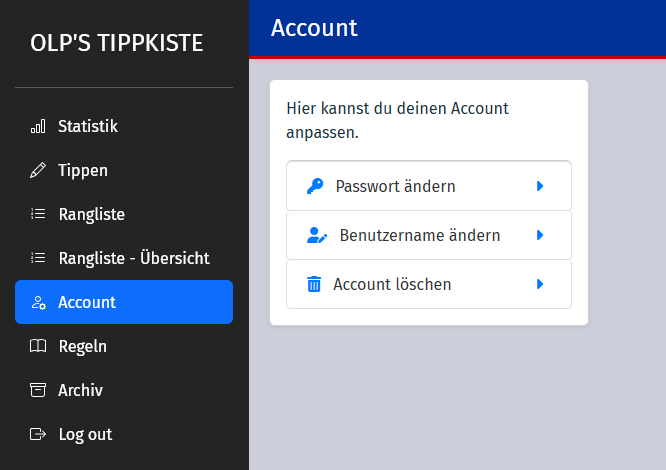 OLP'S TIPPKISTE
Statistik
Tippen
Rangliste
Rangliste - Übersicht
Account
Regeln
Archiv
Log out
Account
Hier kannst du deinen Account
anpassen.
Passwort ändern
Benutzername ändern
Account löschen